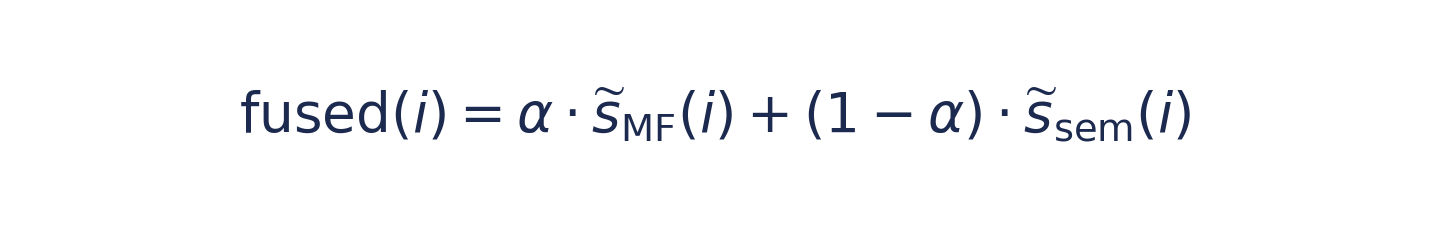 fused(i) = α · s̃_MF(i) + (1 − α) · s̃_sem(i)